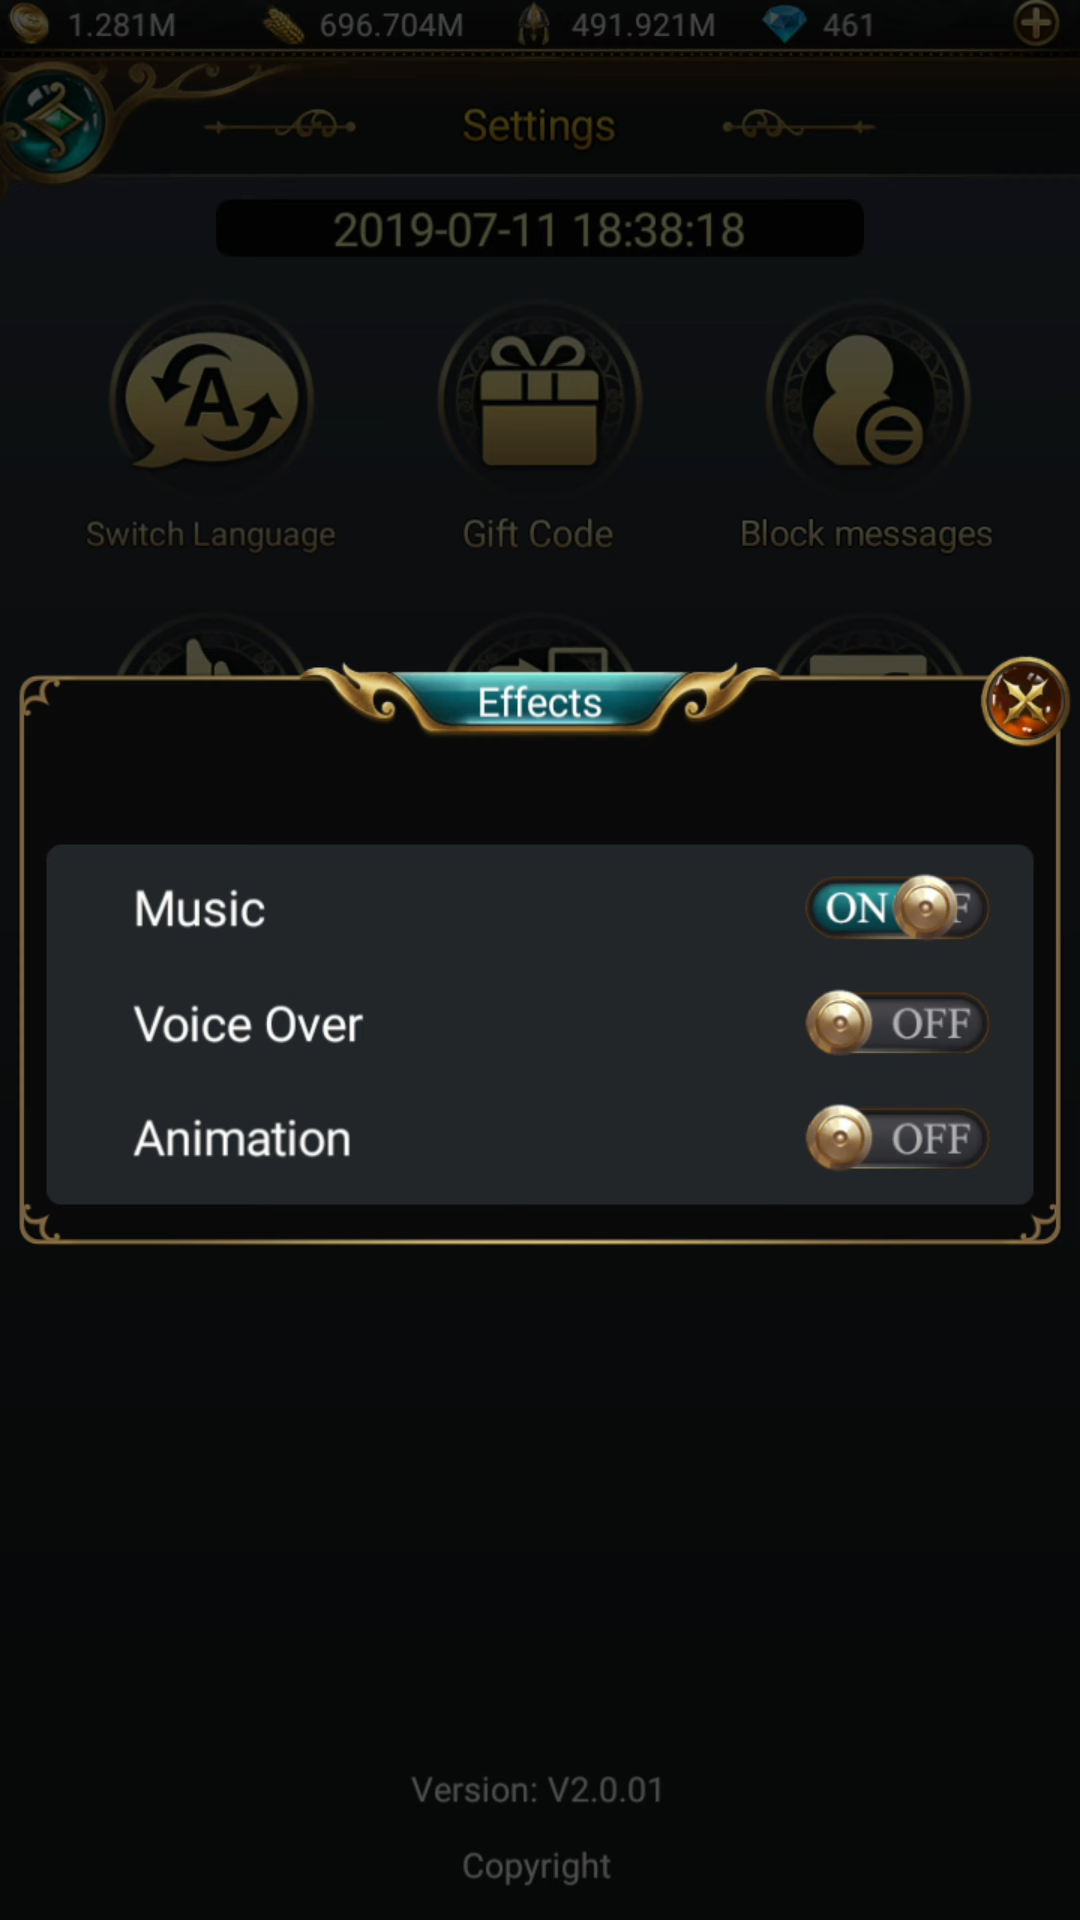 1.281M 696.704M 491.921M 461
Settings
2019-07-11 18:38:18
A
Switch Language Gift Code Block messages
Effects
Music ON
Voice Over OFF
Animation OFF
Version: V2.0.01
Copyright